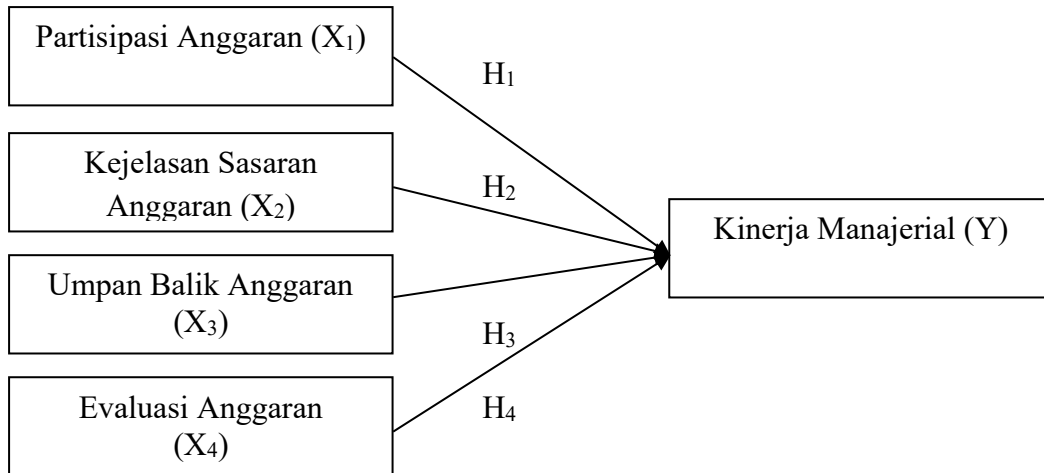 Partisipasi Anggaran (X₁)
H₁
Kejelasan Sasaran
Anggaran (X₂)
H₂
Kinerja Manajerial (Y)
Umpan Balik Anggaran
(X₃)
H₃
Evaluasi Anggaran
(X₄)
H₄